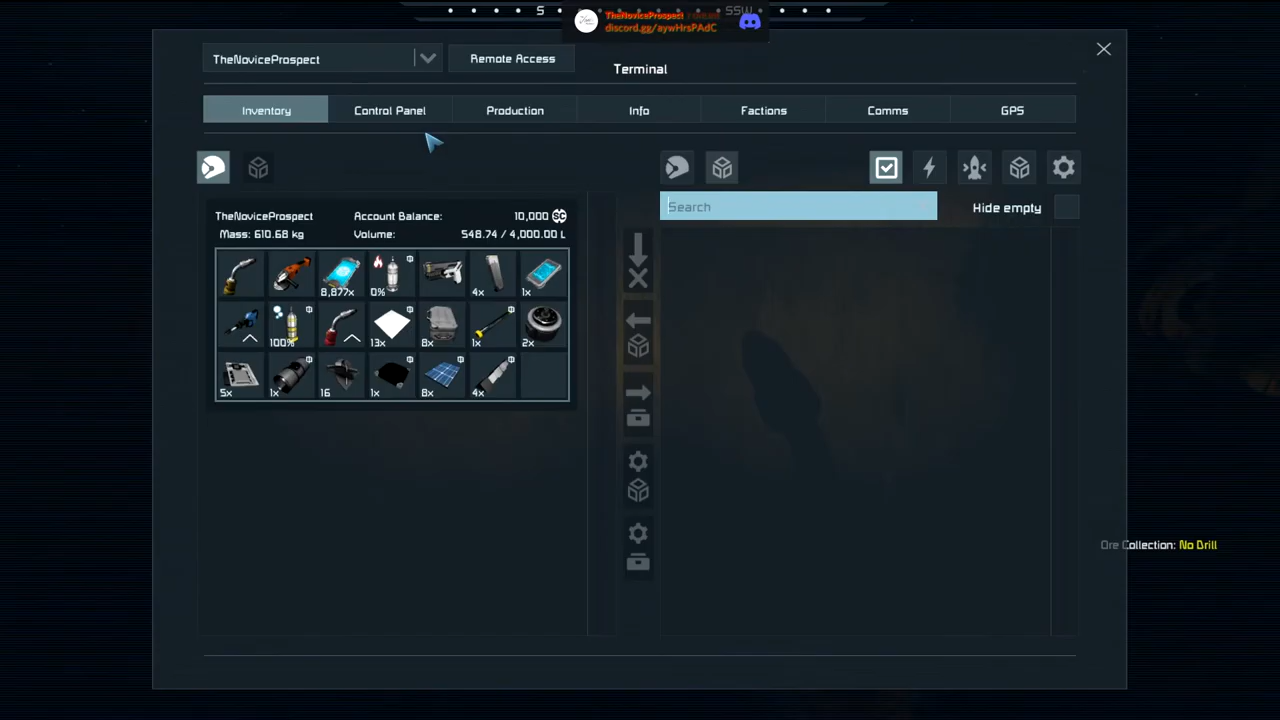 S
SSW
TheNoviceProspect
discord.gg/aywHrsPAdC
TheNoviceProspect
Remote Access
Terminal
Inventory
Control Panel
Production
Info
Factions
Comms
GPS
Search
Hide empty
TheNoviceProspect
Account Balance:
10,000
SC
Mass: 610.68 kg
Volume:
548.74 / 4,000.00 L
8,877x
0%
4x
1x
100%
13x
8x
1x
2x
5x
1x
16
1x
8x
4x
Ore Collection: No Drill